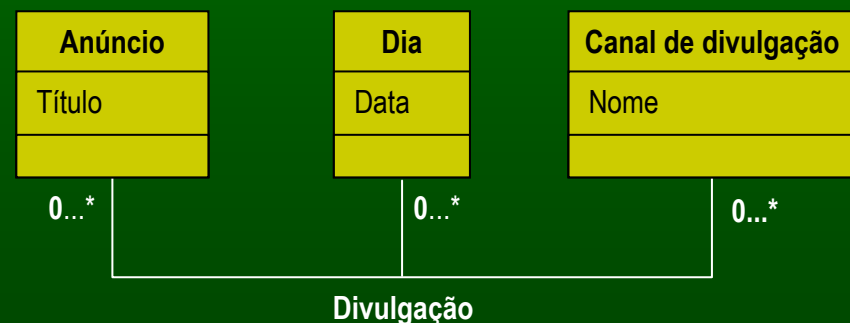 Anúncio
Dia
Canal de divulgação
Título
Data
Nome
0...*
0...*
0...*
Divulgação